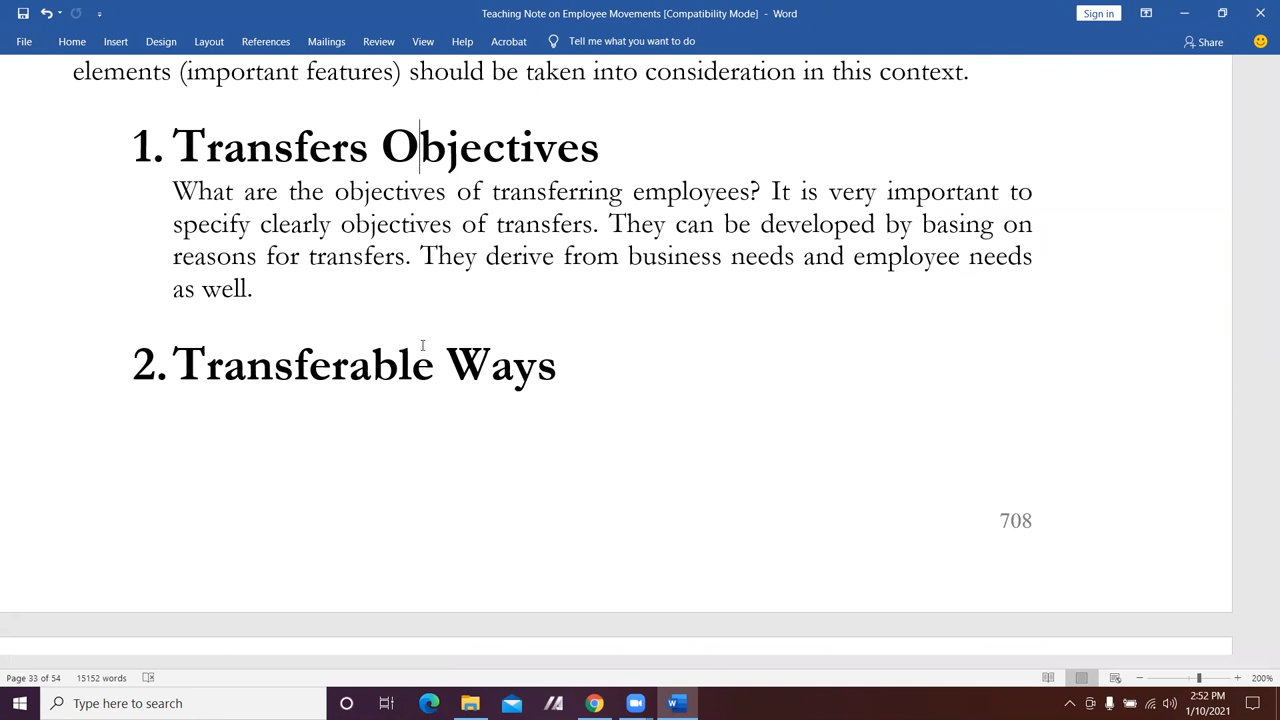 Teaching Note on Employee Movements [Compatibility Mode] - Word
Sign in
File Home Insert Design Layout References Mailings Review View Help Acrobat Tell me what you want to do Share
elements (important features) should be taken into consideration in this context.
1. Transfers Objectives
What are the objectives of transferring employees? It is very important to
specify clearly objectives of transfers. They can be developed by basing on
reasons for transfers. They derive from business needs and employee needs
as well.
2. Transferable Ways
708
Page 33 of 54 15152 words 200%
Type here to search
2:52 PM
1/10/2021